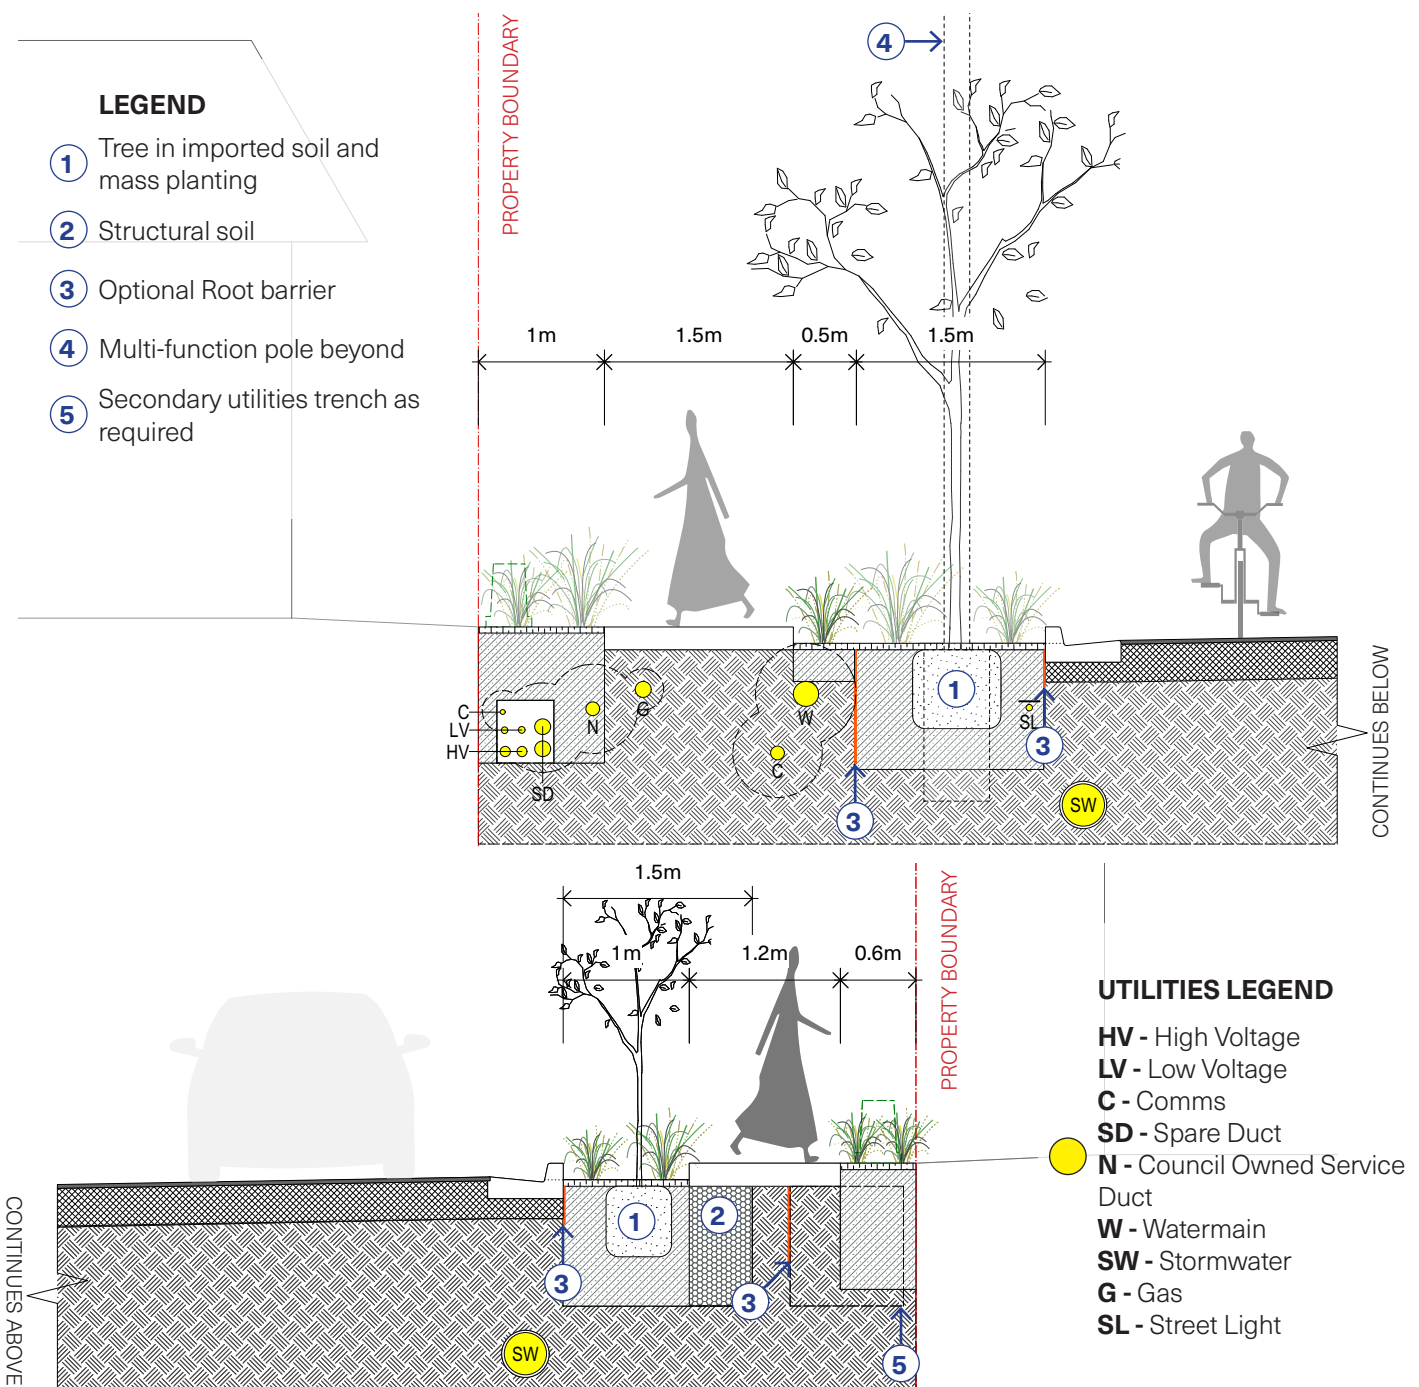 LEGEND
1 Tree in imported soil and
mass planting
2 Structural soil
3 Optional Root barrier
4 Multi-function pole beyond
5 Secondary utilities trench as
required
PROPERTY BOUNDARY
4
1m 1.5m 0.5m 1.5m
C
LV
HV
SD
N
G
W
C
1
SL
3
3
SW
CONTINUES BELOW
1.5m
1m 1.2m 0.6m
PROPERTY BOUNDARY
1
2
3
3
5
SW
CONTINUES ABOVE
UTILITIES LEGEND
HV - High Voltage
LV - Low Voltage
C - Comms
SD - Spare Duct
N - Council Owned Service
Duct
W - Watermain
SW - Stormwater
G - Gas
SL - Street Light